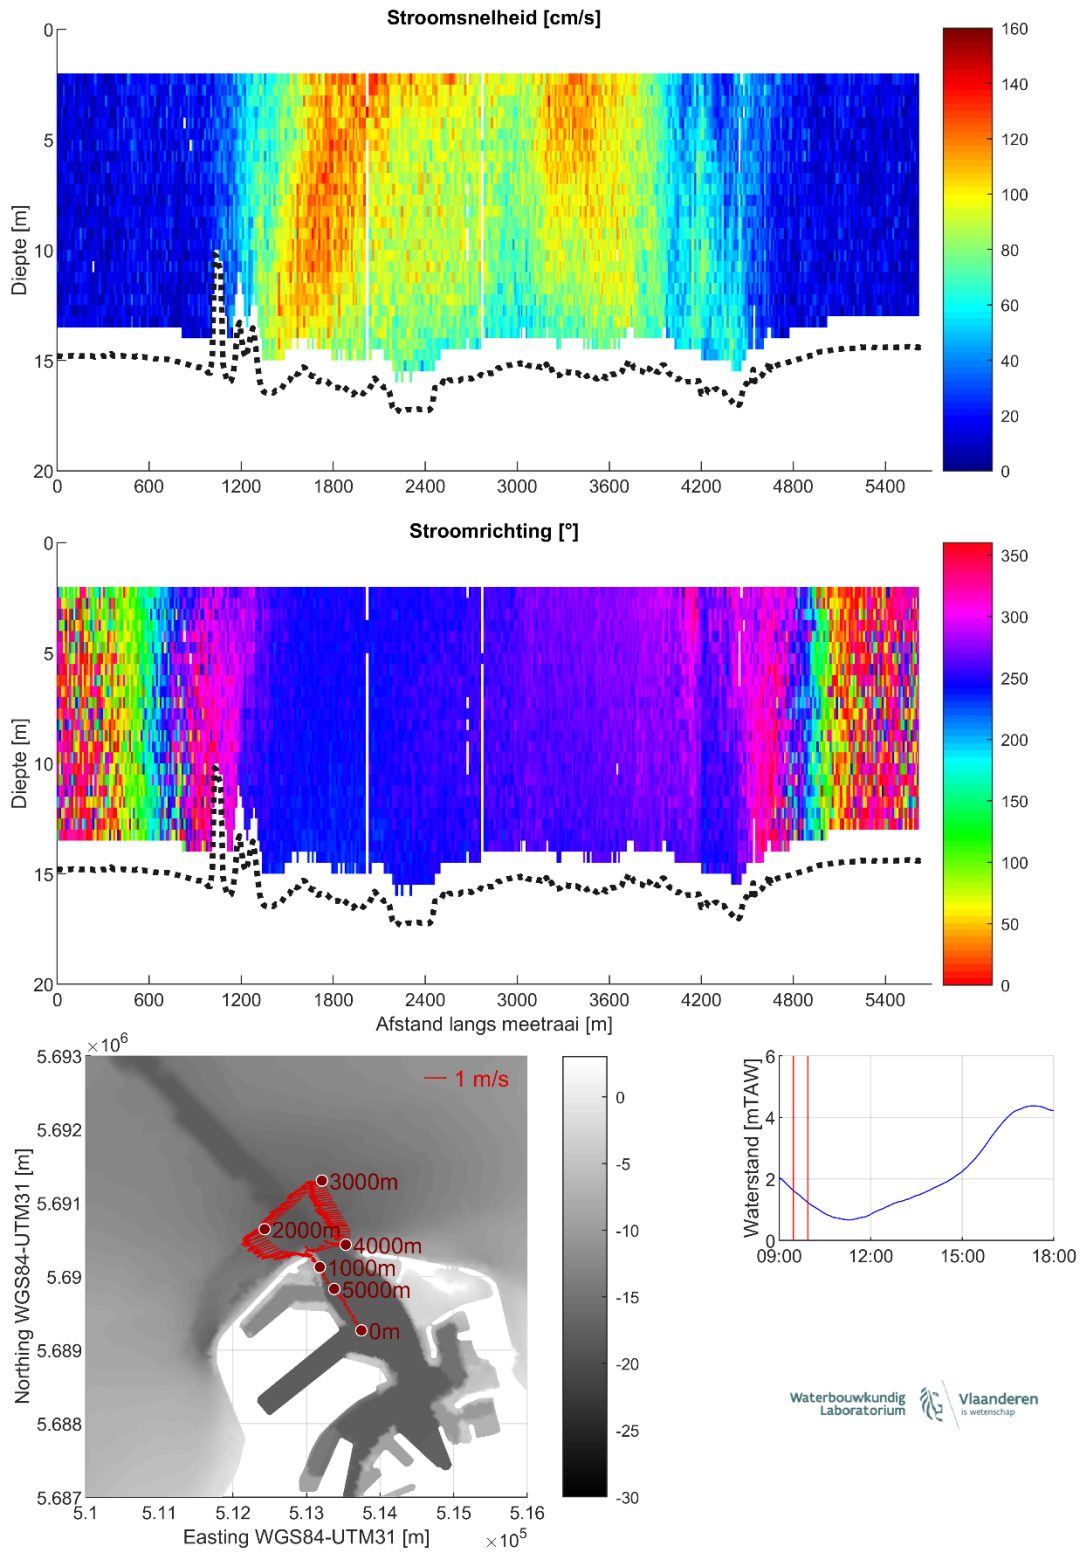 Stroomsnelheid [cm/s]
0
5
10
15
20
Diepte [m]
0 600 1200 1800 2400 3000 3600 4200 4800 5400
160
140
120
100
80
60
40
20
0
Stroomrichting [°]
0
5
10
15
20
Diepte [m]
0 600 1200 1800 2400 3000 3600 4200 4800 5400
Afstand langs meetraai [m]
350
300
250
200
150
100
50
0
×10⁶
5.693
5.692
5.691
5.69
5.689
5.688
5.687
Northing WGS84-UTM31 [m]
1 m/s
3000m
2000m
4000m
1000m
5000m
0m
5.1 5.12 5.13 5.14 5.15 5.16
Easting WGS84-UTM31 [m]
×10⁵
0
-5
-10
-15
-20
-25
-30
Waterstand [mTAW]
6
4
2
0
09:00 12:00 15:00 18:00
Waterbouwkundig
Laboratorium
Vlaanderen
is wetenschap